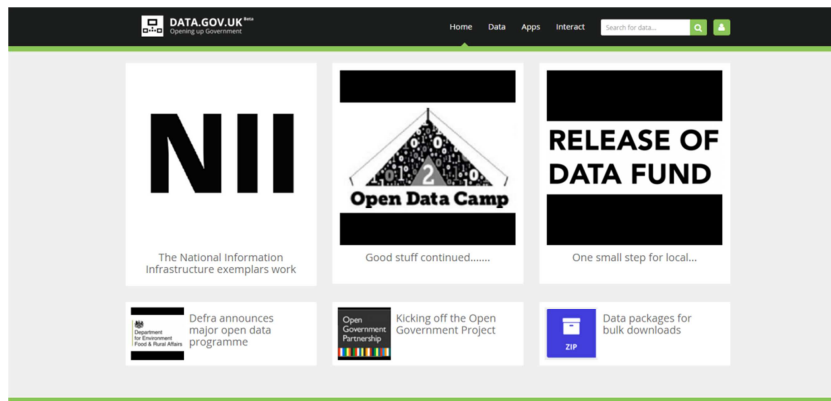 DATA.GOV.UK Beta
Opening up Government
Home Data Apps Interact
Search for data...
NII
The National Information
Infrastructure exemplars work
2
Open Data Camp
Good stuff continued.......
RELEASE OF
DATA FUND
One small step for local...
Department
for Environment
Food & Rural Affairs
Defra announces
major open data
programme
Open
Government
Partnership
Kicking off the Open
Government Project
ZIP
Data packages for
bulk downloads